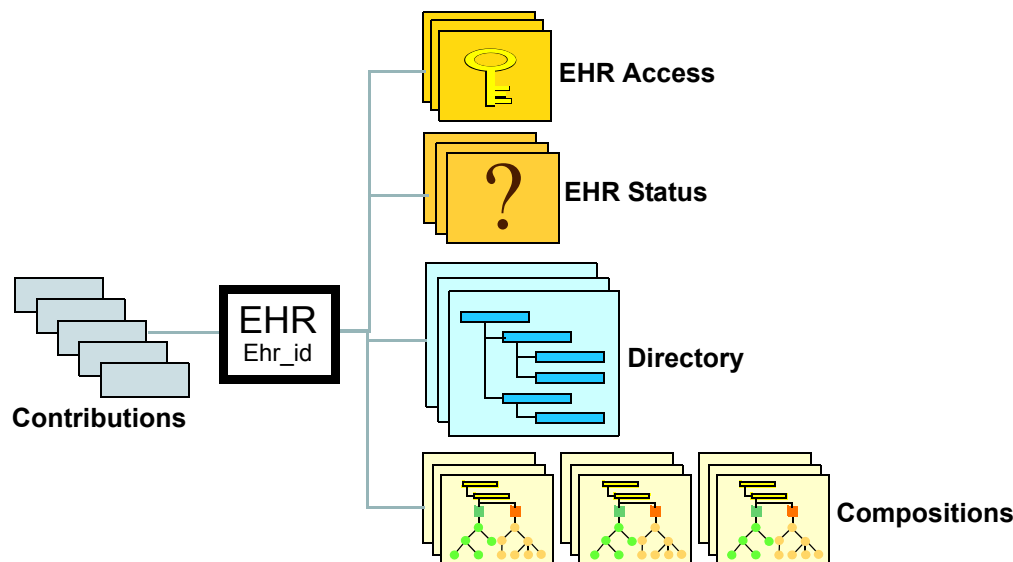 EHR Access
?
EHR Status
EHR
Ehr_id
Contributions
Directory
Compositions